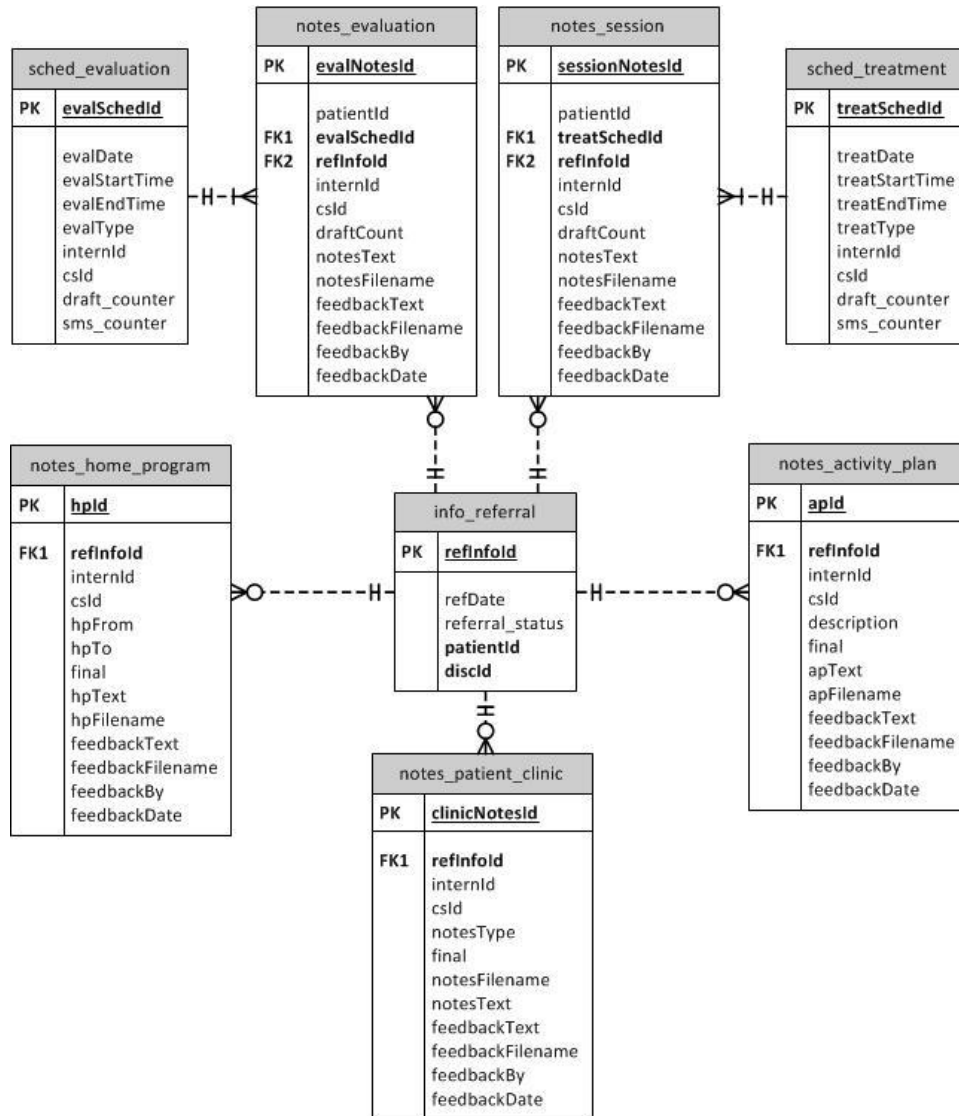 notes_evaluation
PK evalNotesId
patientId
FK1 evalSchedId
FK2 refInfoId
internId
csId
draftCount
notesText
notesFilename
feedbackText
feedbackFilename
feedbackBy
feedbackDate
notes_session
PK sessionNotesId
patientId
FK1 treatSchedId
FK2 refInfoId
internId
csId
draftCount
notesText
notesFilename
feedbackText
feedbackFilename
feedbackBy
feedbackDate
sched_evaluation
PK evalSchedId
evalDate
evalStartTime
evalEndTime
evalType
internId
csId
draft_counter
sms_counter
sched_treatment
PK treatSchedId
treatDate
treatStartTime
treatEndTime
treatType
internId
csId
draft_counter
sms_counter
notes_home_program
PK hpId
FK1 refInfoId
internId
csId
hpFrom
hpTo
final
hpText
hpFilename
feedbackText
feedbackFilename
feedbackBy
feedbackDate
info_referral
PK refInfoId
refDate
referral_status
patientId
discId
notes_activity_plan
PK apId
FK1 refInfoId
internId
csId
description
final
apText
apFilename
feedbackText
feedbackFilename
feedbackBy
feedbackDate
notes_patient_clinic
PK clinicNotesId
FK1 refInfoId
internId
csId
notesType
final
notesFilename
notesText
feedbackText
feedbackFilename
feedbackBy
feedbackDate